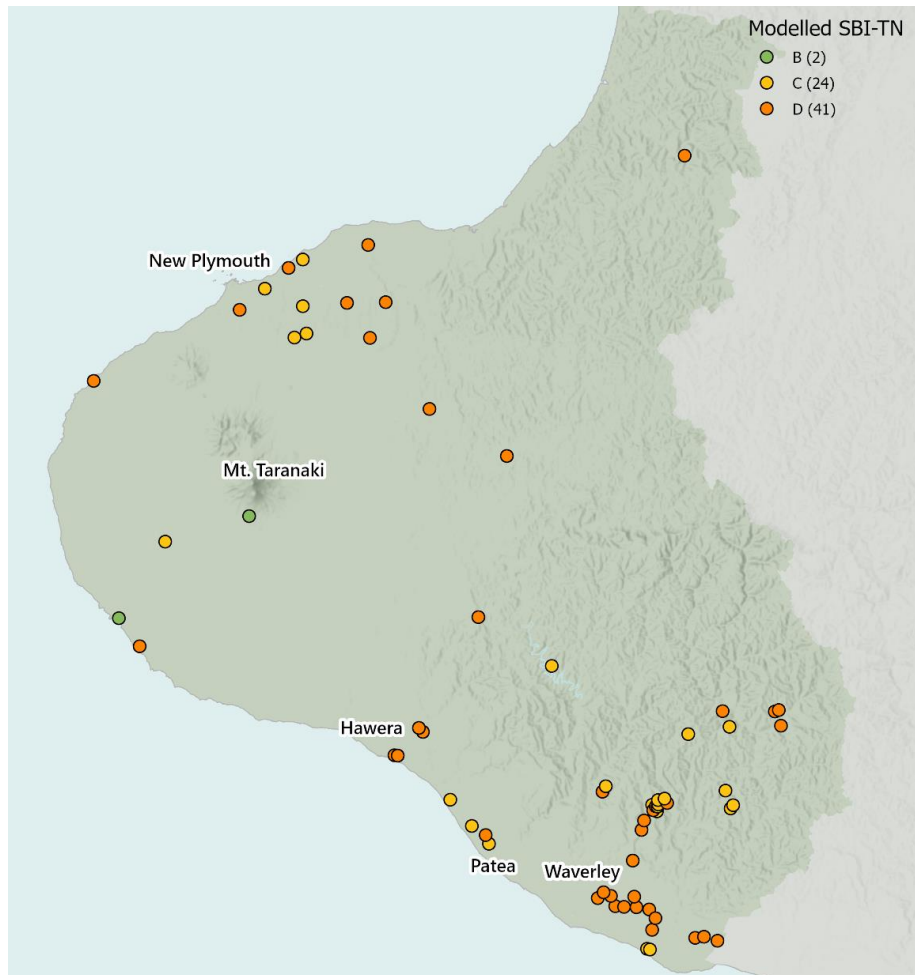 Modelled SBI-TN
B (2)
C (24)
D (41)
New Plymouth
Mt. Taranaki
Hawera
Patea
Waverley